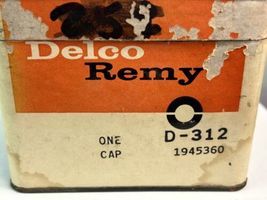 Delco
Remy
ONE D-312
CAP 1945360